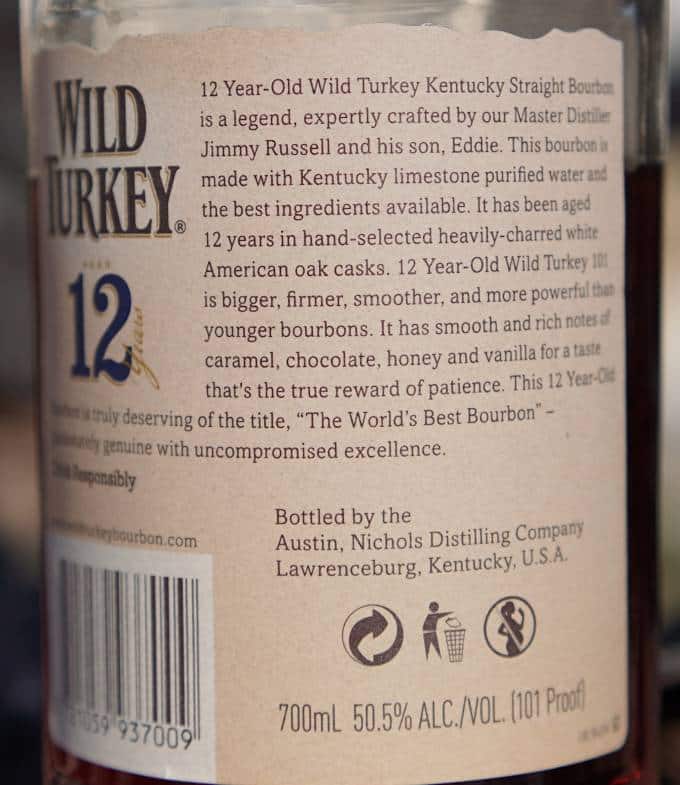 WILD
TURKEY®
12
Years
12 Year-Old Wild Turkey Kentucky Straight Bourbon
is a legend, expertly crafted by our Master Distiller
Jimmy Russell and his son, Eddie. This bourbon is
made with Kentucky limestone purified water and
the best ingredients available. It has been aged
12 years in hand-selected heavily-charred white
American oak casks. 12 Year-Old Wild Turkey 101
is bigger, firmer, smoother, and more powerful than
younger bourbons. It has smooth and rich notes of
caramel, chocolate, honey and vanilla for a taste
that's the true reward of patience. This 12 Year-Old
is truly deserving of the title, “The World's Best Bourbon” –
genuine with uncompromised excellence.
Responsibly
Bottled by the
Austin, Nichols Distilling Company
Lawrenceburg, Kentucky, U.S.A.
937009
700mL 50.5% ALC./VOL. (101 Proof)